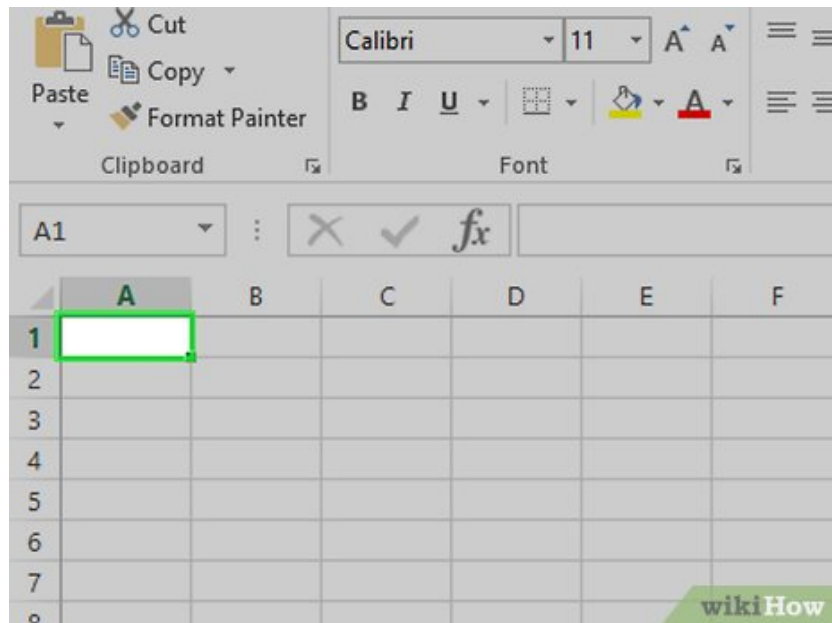 Cut
Calibri 11 A A
Copy
Paste
Format Painter
B I U A
Clipboard Font
A1 fx
A B C D E F
1
2
3
4
5
6
7
wikiHow